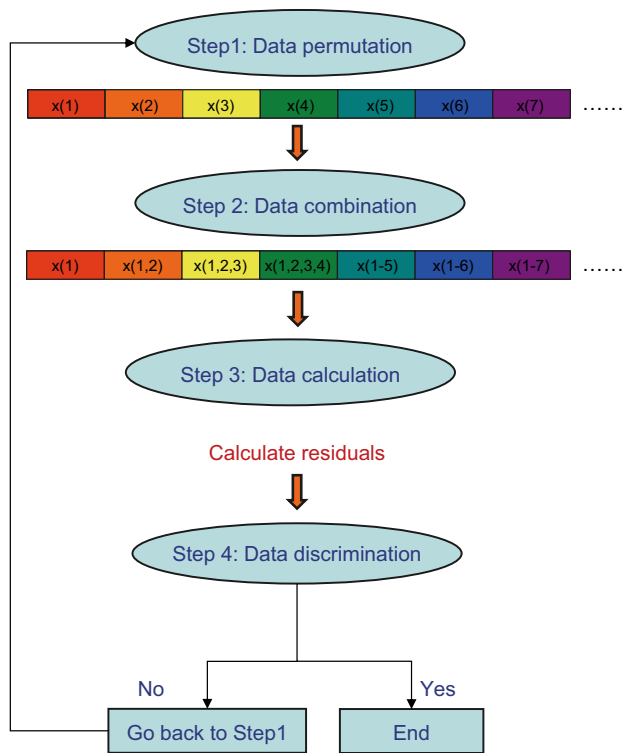 Step1: Data permutation
x(1) x(2) x(3) x(4) x(5) x(6) x(7) ......
Step 2: Data combination
x(1) x(1,2) x(1,2,3) x(1,2,3,4) x(1-5) x(1-6) x(1-7) ......
Step 3: Data calculation
Calculate residuals
Step 4: Data discrimination
No Yes
Go back to Step1 End